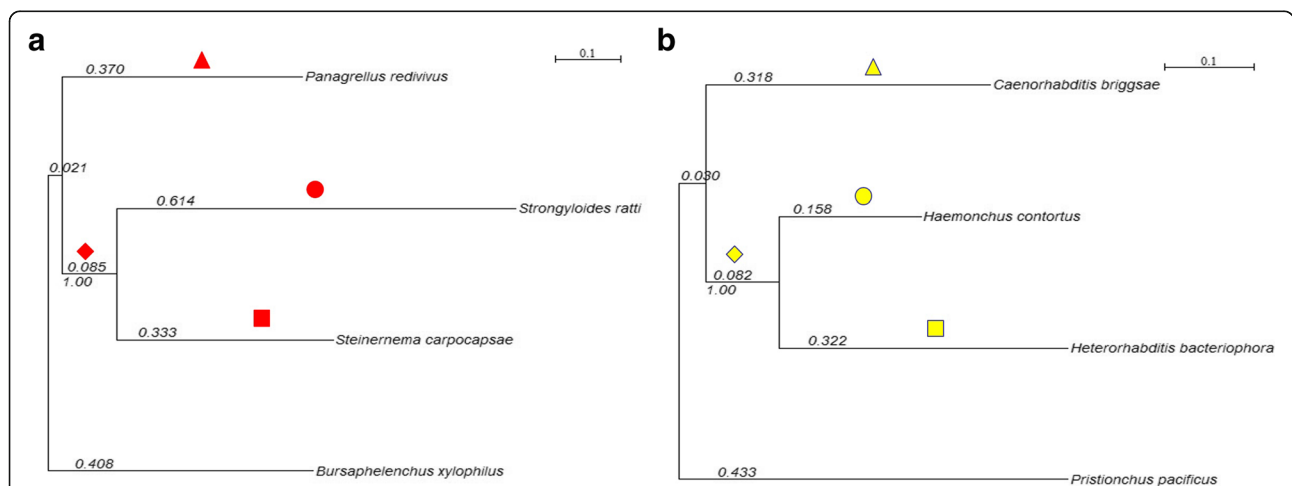 a
0.1
0.370
Panagrellus redivivus
0.021
0.614
Strongyloides ratti
0.085
1.00
0.333
Steinernema carpocapsae
0.408
Bursaphelenchus xylophilus
b
0.1
0.318
Caenorhabditis briggsae
0.030
0.158
Haemonchus contortus
0.082
1.00
0.322
Heterorhabditis bacteriophora
0.433
Pristionchus pacificus